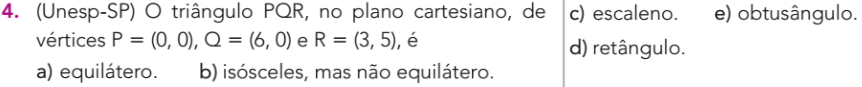 4. (Unesp-SP) O triângulo PQR, no plano cartesiano, de
vértices P = (0, 0), Q = (6, 0) e R = (3, 5), é
a) equilátero. b) isósceles, mas não equilátero.
c) escaleno. e) obtusângulo.
d) retângulo.